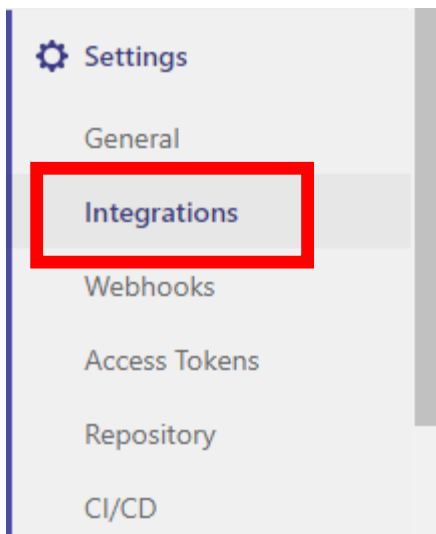 Settings
General
Integrations
Webhooks
Access Tokens
Repository
CI/CD